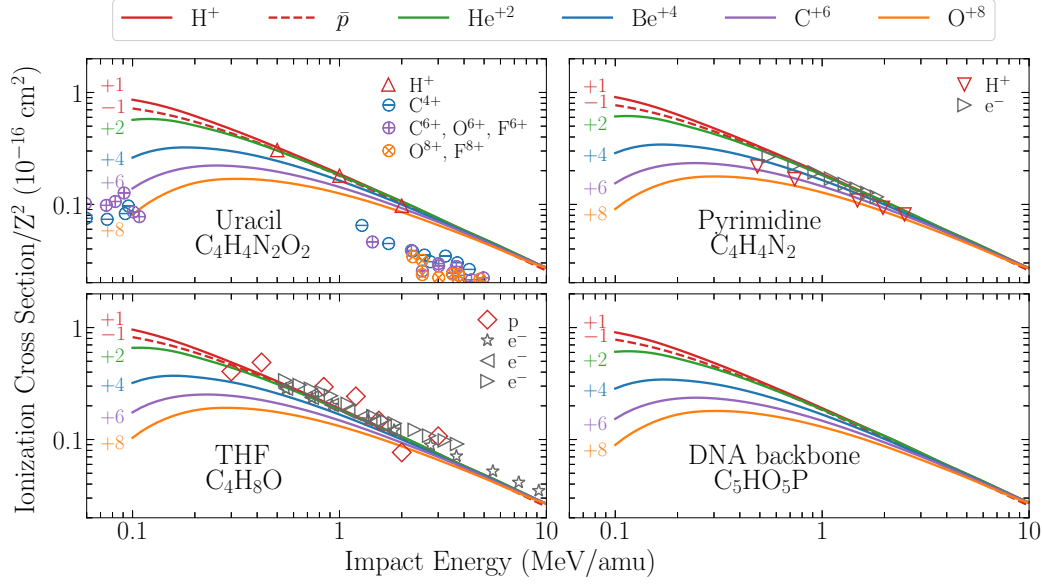 H⁺ p̄ He⁺² Be⁺⁴ C⁺⁶ O⁺⁸
Ionization Cross Section/Z² (10⁻¹⁶ cm²)
1
0.1
+1
−1
+2
+4
+6
+8
H⁺
C⁴⁺
C⁶⁺, O⁶⁺, F⁶⁺
O⁸⁺, F⁸⁺
Uracil
C₄H₄N₂O₂
+1
−1
+2
+4
+6
+8
H⁺
e⁻
Pyrimidine
C₄H₄N₂
1
0.1
+1
−1
+2
+4
+6
+8
p
e⁻
e⁻
e⁻
THF
C₄H₈O
0.1 1 10
+1
−1
+2
+4
+6
+8
DNA backbone
C₅HO₅P
0.1 1 10
Impact Energy (MeV/amu)